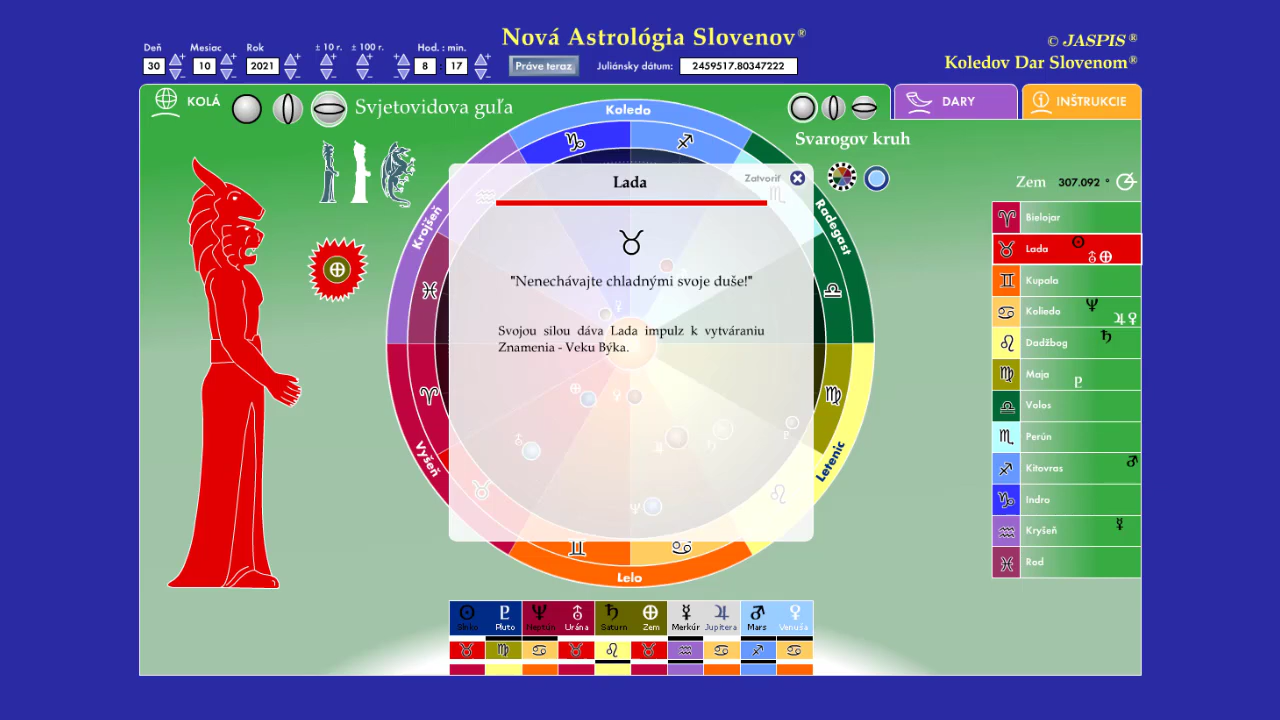 Nová Astrológia Slovenov®
© JASPIS ®
Koledov Dar Slovenom®
Deň Mesiac Rok ± 10 r. ± 100 r. Hod. : min.
30 10 2021 8 : 17 Práve teraz Juliánsky dátum: 2459517.80347222
KOLÁ Svjetovidova guľa
DARY
INŠTRUKCIE
Svarogov kruh
Koledo
Krojšeň
Radegast
Vyšeň
Letenic
Lelo
Zatvoriť
Lada
"Nenechávajte chladnými svoje duše!"
Svojou silou dáva Lada impulz k vytváraniu
Znamenia - Veku Býka.
Zem 307.092 °
Bielojar
Lada
Kupala
Koliedo
Dadžbog
Maja
Volos
Perún
Kitovras
Indra
Kryšeň
Rod
Slnko Pluto Neptún Urána Saturn Zem Merkúr Jupitera Mars Venuša